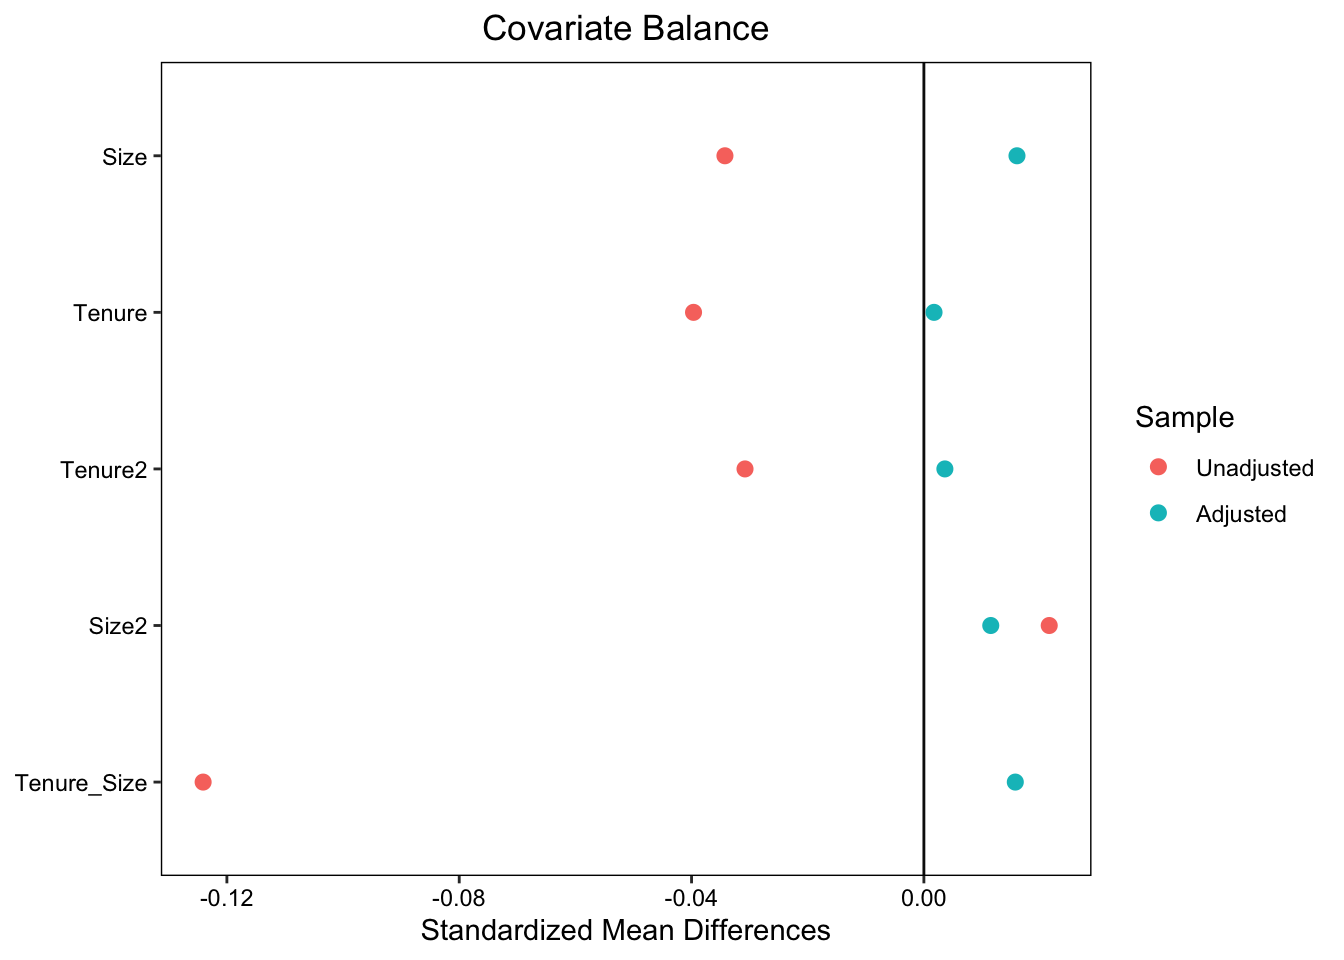 Covariate Balance
Size
Tenure
Tenure2
Size2
Tenure_Size
-0.12 -0.08 -0.04 0.00
Standardized Mean Differences
Sample
Unadjusted
Adjusted